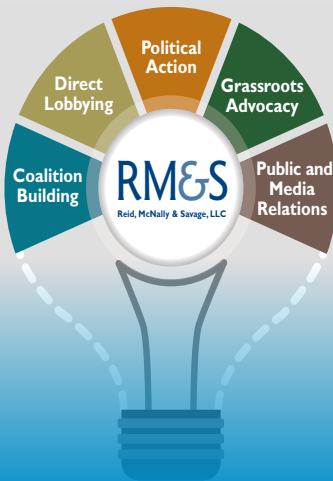 Political
Action
Direct
Lobbying
Grassroots
Advocacy
Coalition
Building
Public and
Media
Relations
RM&S
Reid, McNally & Savage, LLC